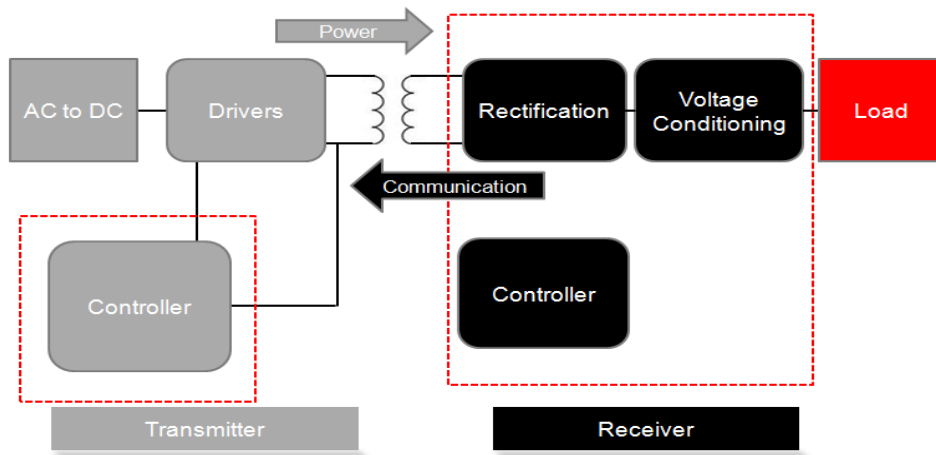 Power
AC to DC
Drivers
Rectification
Voltage
Conditioning
Load
Communication
Controller
Controller
Transmitter
Receiver